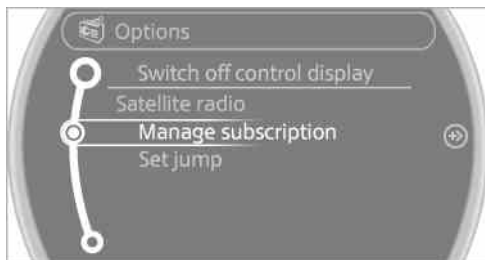 Options
Switch off control display
Satellite radio
Manage subscription
Set jump